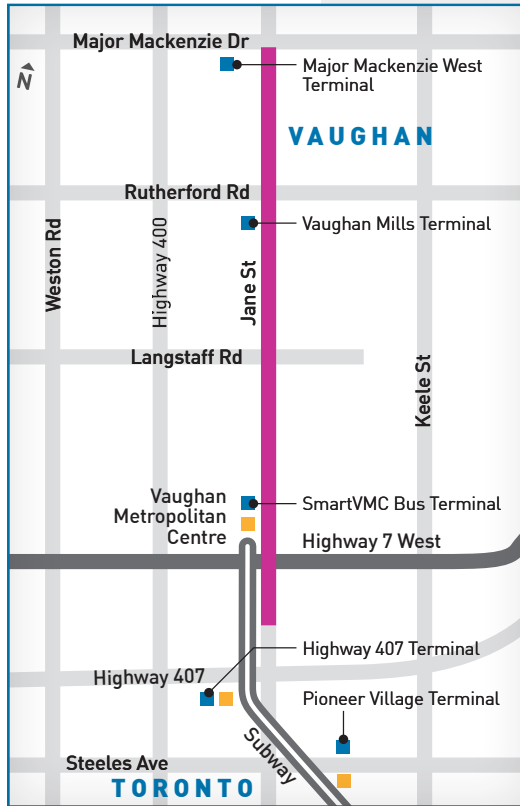 Major Mackenzie Dr
N
Major Mackenzie West
Terminal
VAUGHAN
Rutherford Rd
Vaughan Mills Terminal
Weston Rd
Highway 400
Jane St
Langstaff Rd
Keele St
Vaughan
Metropolitan
Centre
SmartVMC Bus Terminal
Highway 7 West
Highway 407 Terminal
Highway 407
Pioneer Village Terminal
Subway
Steeles Ave
TORONTO